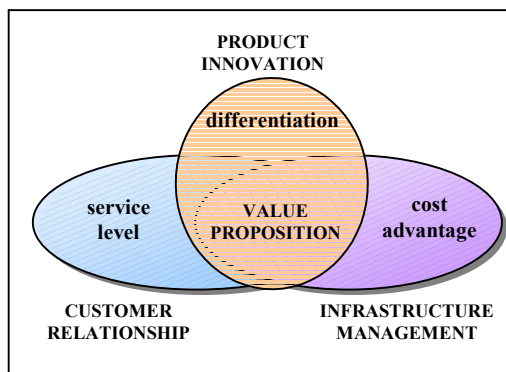 PRODUCT
INNOVATION
differentiation
service
level
VALUE
PROPOSITION
cost
advantage
CUSTOMER
RELATIONSHIP
INFRASTRUCTURE
MANAGEMENT